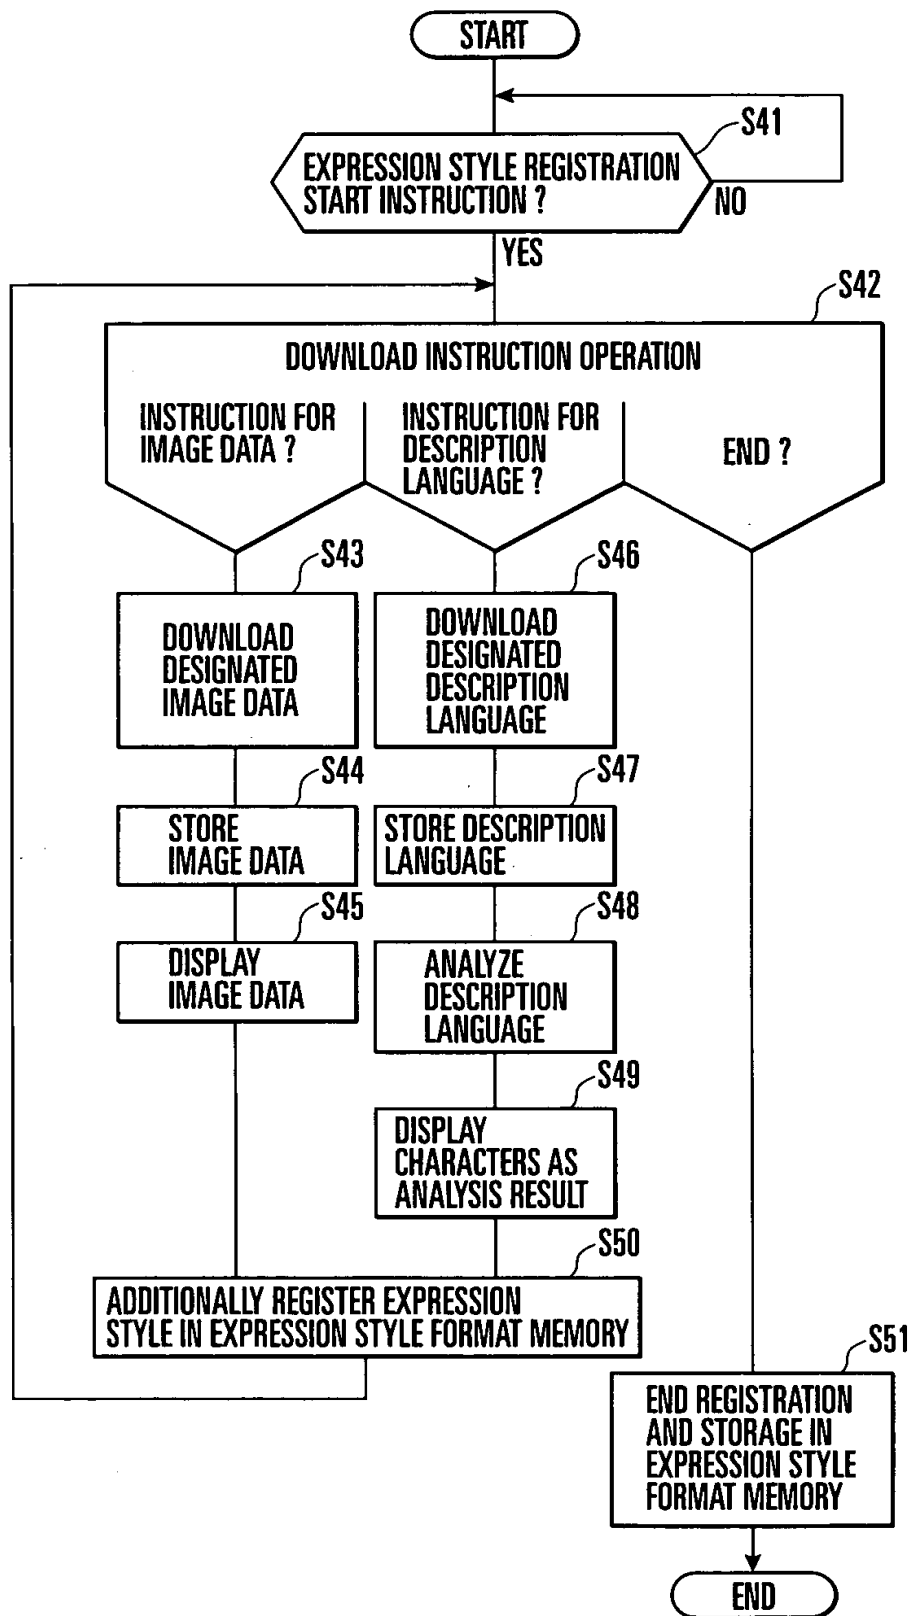 START
S41
EXPRESSION STYLE REGISTRATION
START INSTRUCTION ?
NO
YES
S42
DOWNLOAD INSTRUCTION OPERATION
INSTRUCTION FOR
IMAGE DATA ?
INSTRUCTION FOR
DESCRIPTION
LANGUAGE ?
END ?
S43
DOWNLOAD
DESIGNATED
IMAGE DATA
S44
STORE
IMAGE DATA
S45
DISPLAY
IMAGE DATA
S46
DOWNLOAD
DESIGNATED
DESCRIPTION
LANGUAGE
S47
STORE DESCRIPTION
LANGUAGE
S48
ANALYZE
DESCRIPTION
LANGUAGE
S49
DISPLAY
CHARACTERS AS
ANALYSIS RESULT
S50
ADDITIONALLY REGISTER EXPRESSION
STYLE IN EXPRESSION STYLE FORMAT MEMORY
S51
END REGISTRATION
AND STORAGE IN
EXPRESSION STYLE
FORMAT MEMORY
END